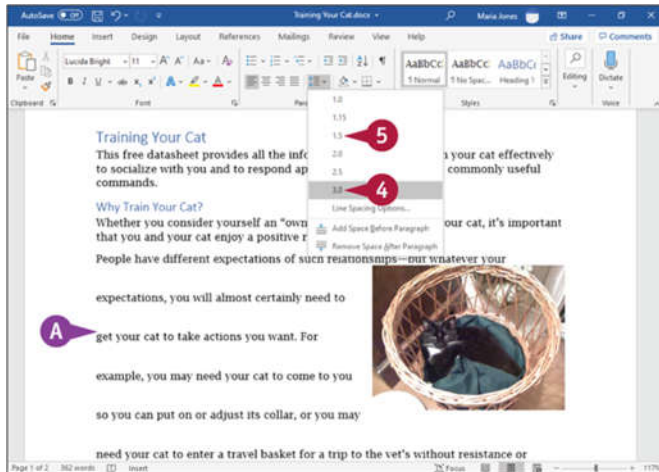 AutoSave Off
Training Your Cat.docx
Maria Jones
File Home Insert Design Layout References Mailings Review View Help Share Comments
Paste
Lucida Bright 11 A A Aa
B I U ab x, x² A A
AaBbCc AaBbCc AaBbCc
1 Normal 1 No Spac... Heading 1
Editing
Dictate
Clipboard Font Styles Voice
1.0
1.15
1.5
5
2.0
2.5
3.0
4
Line Spacing Options...
Add Space Before Paragraph
Remove Space After Paragraph
Training Your Cat
This free datasheet provides all the your cat effectively
to socialize with you and to respond commonly useful
commands.
Why Train Your Cat?
Whether you consider yourself an your cat, it's important
that you and your cat enjoy a positive
People have different expectations of such relationships—but whatever your
expectations, you will almost certainly need to
A
get your cat to take actions you want. For
example, you may need your cat to come to you
so you can put on or adjust its collar, or you may
need your cat to enter a travel basket for a trip to the vet's without resistance or
Page 1 of 2 362 words Insert Focus 117%